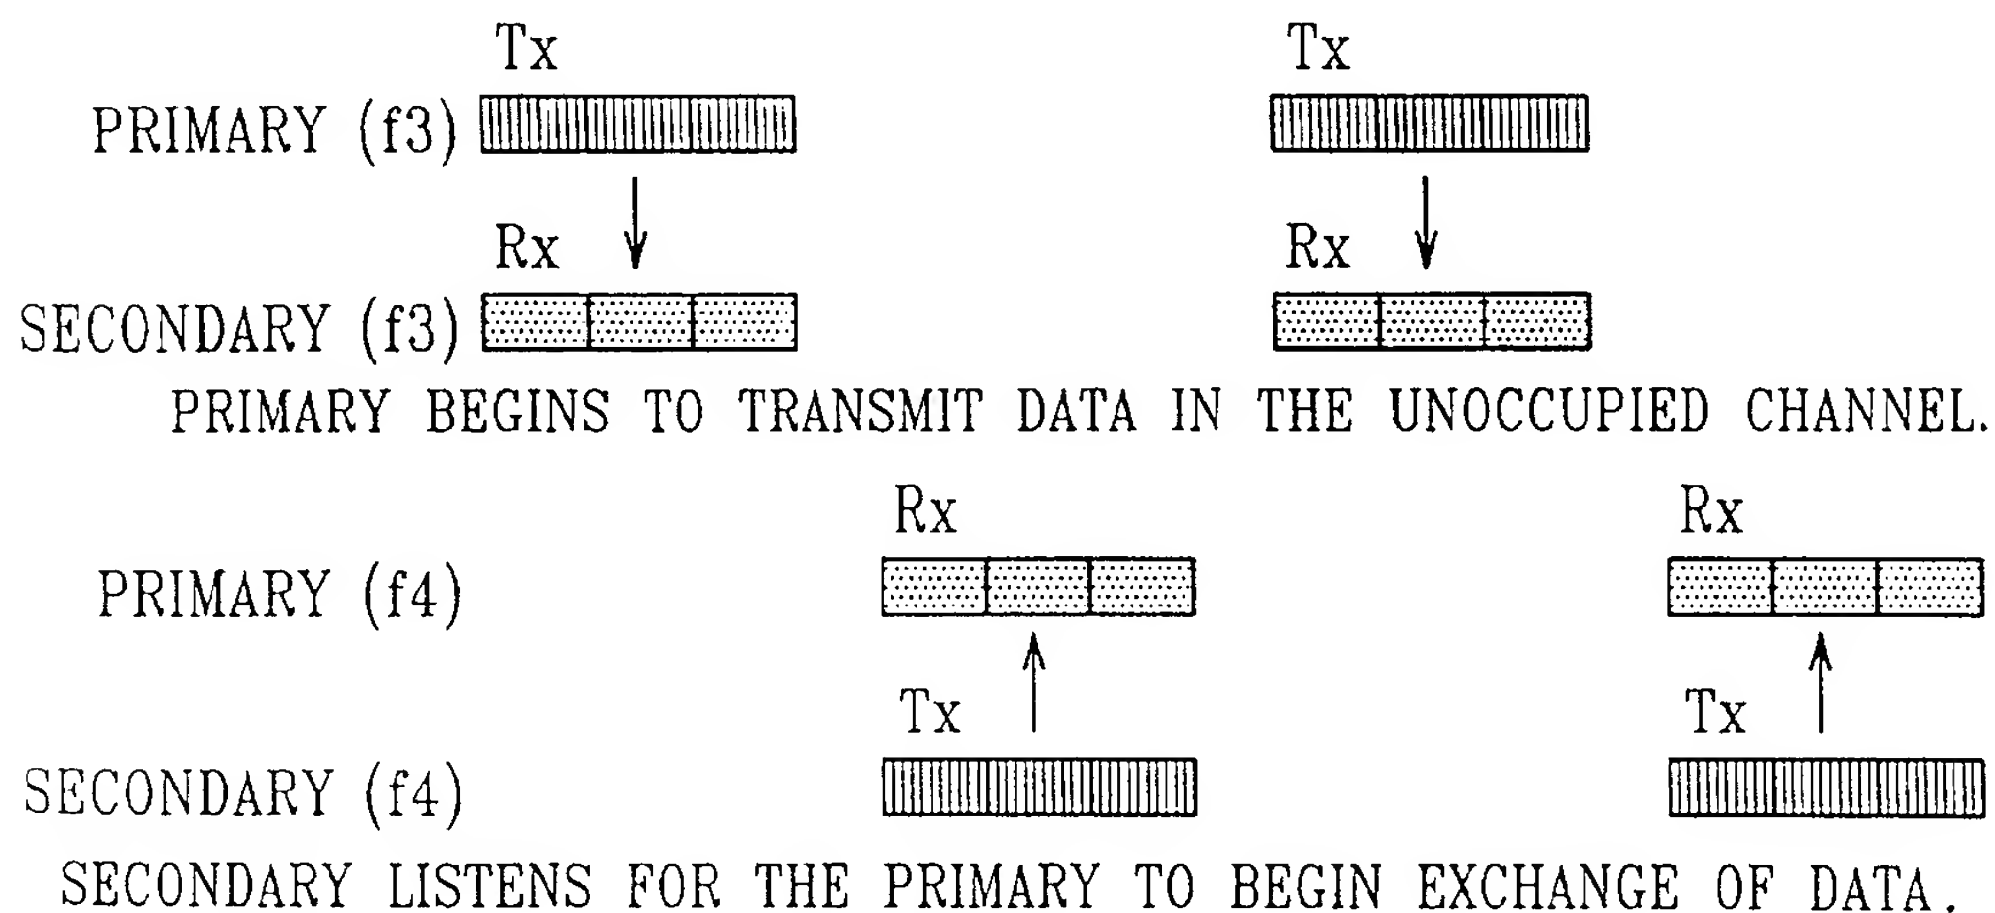 Tx Tx
PRIMARY (f3)
Rx Rx
SECONDARY (f3)
PRIMARY BEGINS TO TRANSMIT DATA IN THE UNOCCUPIED CHANNEL.
Rx Rx
PRIMARY (f4)
Tx Tx
SECONDARY (f4)
SECONDARY LISTENS FOR THE PRIMARY TO BEGIN EXCHANGE OF DATA.